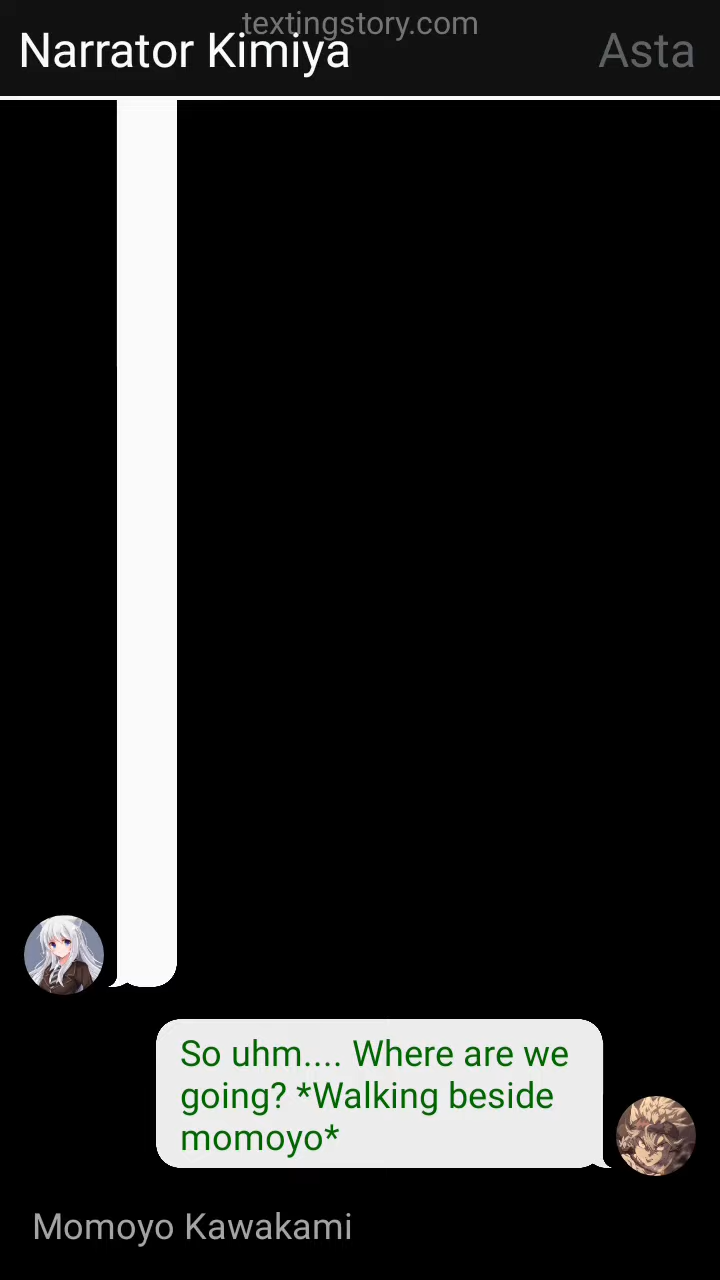 textingstory.com
Narrator Kimiya
Asta
So uhm.... Where are we
going? *Walking beside
momoyo*
Momoyo Kawakami